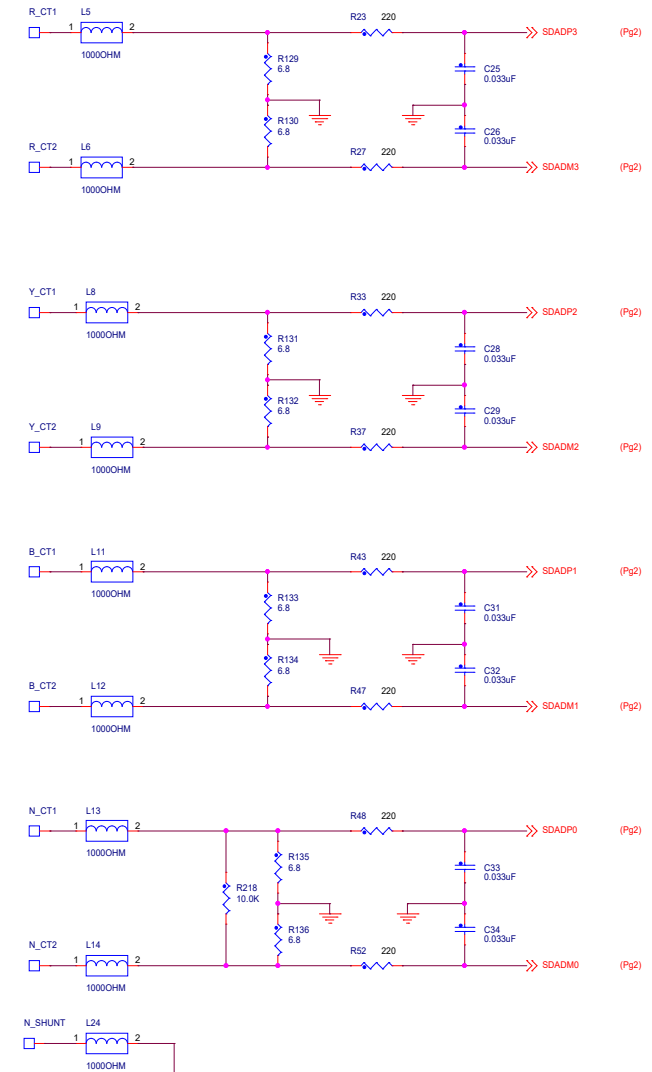 R_CT1 L5 R23 220
1 2 SDADP3 (Pg2)
1000OHM
R129
6.8
C25
0.033uF
R130
6.8
C26
0.033uF
R_CT2 L6 R27 220
1 2 SDADM3 (Pg2)
1000OHM
Y_CT1 L8 R33 220
1 2 SDADP2 (Pg2)
1000OHM
R131
6.8
C28
0.033uF
R132
6.8
C29
0.033uF
Y_CT2 L9 R37 220
1 2 SDADM2 (Pg2)
1000OHM
B_CT1 L11 R43 220
1 2 SDADP1 (Pg2)
1000OHM
R133
6.8
C31
0.033uF
R134
6.8
C32
0.033uF
B_CT2 L12 R47 220
1 2 SDADM1 (Pg2)
1000OHM
N_CT1 L13 R48 220
1 2 SDADP0 (Pg2)
1000OHM
R135
6.8
C33
0.033uF
R218
10.0K
R136
6.8
C34
0.033uF
N_CT2 L14 R52 220
1 2 SDADM0 (Pg2)
1000OHM
N_SHUNT L24
1 2
1000OHM